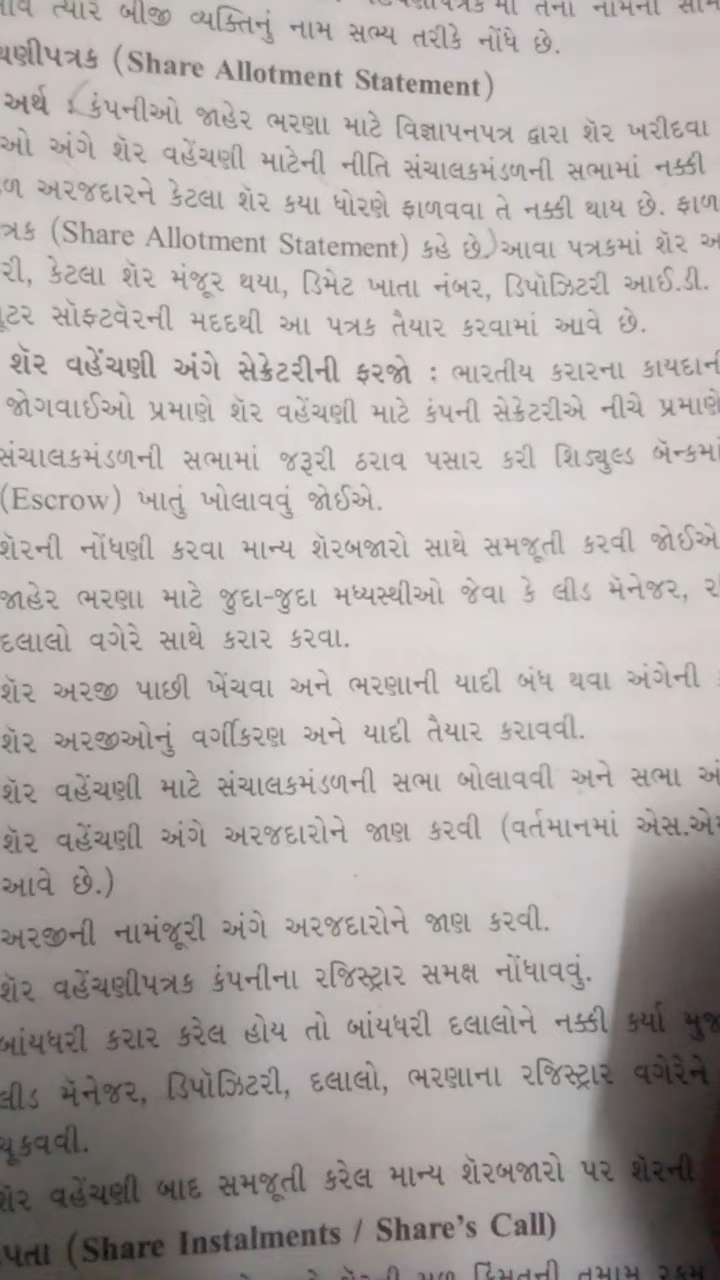 ત્યારે બીજી વ્યક્તિનું નામ સભ્ય તરીકે નોંધે છે.
(Share Allotment Statement)
અર્થ : કંપનીઓ જાહેર ભરણા માટે વિજ્ઞાપનપત્ર દ્વારા શૅર ખરીદવા
ઓ અંગે શૅર વહેંચણી માટેની નીતિ સંચાલકમંડળની સભામાં નક્કી
અરજદારને કેટલા શૅર કયા ધોરણે ફાળવવા તે નક્કી થાય છે. ફાળ
ત્રક (Share Allotment Statement) કહે છે. આવા પત્રકમાં શૅર અ
રી, કેટલા શૅર મંજૂર થયા, ડિમેટ ખાતા નંબર, ડિપૉઝિટરી આઈ.ડી.
ટર સૉફ્ટવૅરની મદદથી આ પત્રક તૈયાર કરવામાં આવે છે.
શૅર વહેંચણી અંગે સેક્રેટરીની ફરજો : ભારતીય કરારના કાયદાની
જોગવાઈઓ પ્રમાણે શૅર વહેંચણી માટે કંપની સેક્રેટરીએ નીચે પ્રમાણે
સંચાલકમંડળની સભામાં જરૂરી ઠરાવ પસાર કરી શિડ્યુલ્ડ બૅન્કમાં
(Escrow) ખાતું ખોલાવવું જોઈએ.
શૅરની નોંધણી કરવા માન્ય શૅરબજારો સાથે સમજૂતી કરવી જોઈએ
જાહેર ભરણા માટે જુદા-જુદા મધ્યસ્થીઓ જેવા કે લીડ મૅનેજર,
દલાલો વગેરે સાથે કરાર કરવા.
શૅર અરજી પાછી ખેંચવા અને ભરણાની યાદી બંધ થવા અંગેની
શૅર અરજીઓનું વર્ગીકરણ અને યાદી તૈયાર કરાવવી.
શૅર વહેંચણી માટે સંચાલકમંડળની સભા બોલાવવી અને સભા અં
શૅર વહેંચણી અંગે અરજદારોને જાણ કરવી (વર્તમાનમાં એસ.એ
આવે છે.)
અરજીની નામંજૂરી અંગે અરજદારોને જાણ કરવી.
શૅર વહેંચણીપત્રક કંપનીના રજિસ્ટ્રાર સમક્ષ નોંધાવવું.
બાંયધરી કરાર કરેલ હોય તો બાંયધરી દલાલોને નક્કી કર્યા મુજ
લીડ મૅનેજર, ડિપૉઝિટરી, દલાલો, ભરણાના રજિસ્ટ્રાર વગેરેને
ચૂકવવી.
શૅર વહેંચણી બાદ સમજૂતી કરેલ માન્ય શૅરબજારો પર શૅરની
પતા (Share Instalments / Share's Call)